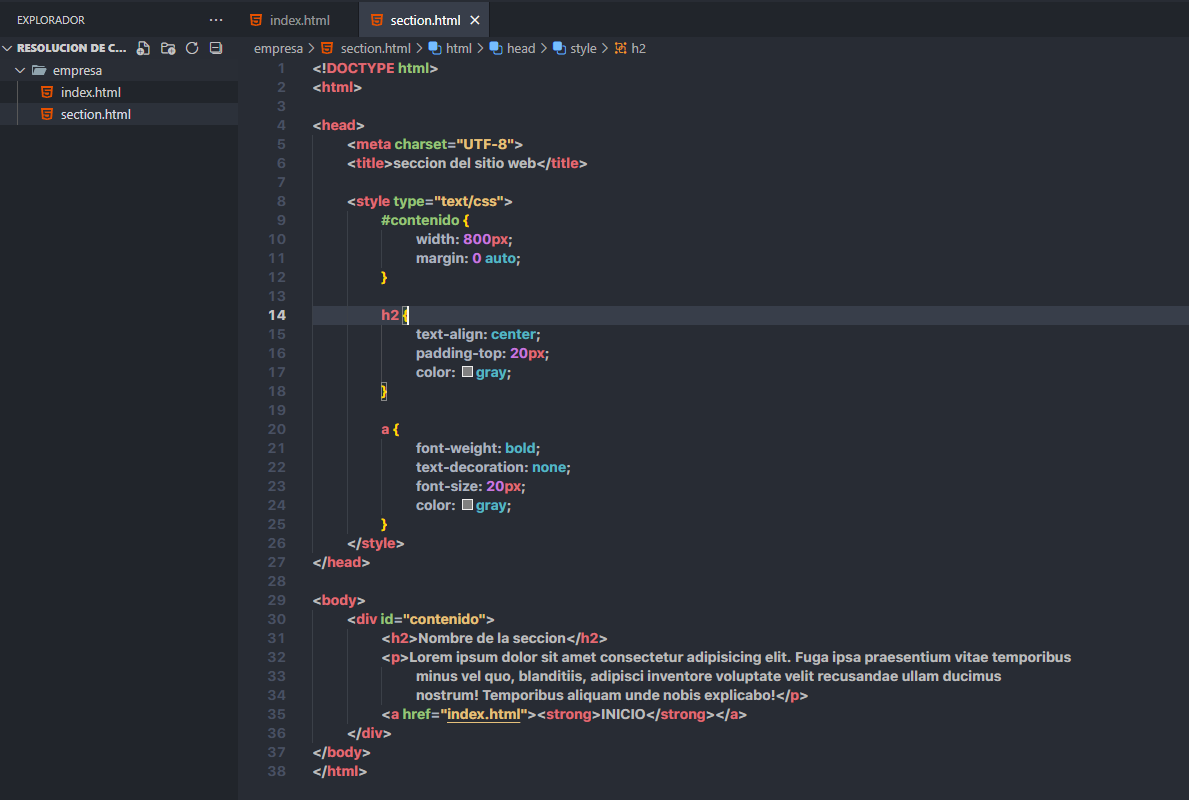 EXPLORADOR
RESOLUCION DE C...
empresa
index.html
section.html
index.html
section.html
empresa > section.html > html > head > style > h2
1 <!DOCTYPE html>
2 <html>
3
4 <head>
5 <meta charset="UTF-8">
6 <title>seccion del sitio web</title>
7
8 <style type="text/css">
9 #contenido {
10 width: 800px;
11 margin: 0 auto;
12 }
13
14 h2 {
15 text-align: center;
16 padding-top: 20px;
17 color: gray;
18 }
19
20 a {
21 font-weight: bold;
22 text-decoration: none;
23 font-size: 20px;
24 color: gray;
25 }
26 </style>
27 </head>
28
29 <body>
30 <div id="contenido">
31 <h2>Nombre de la seccion</h2>
32 <p>Lorem ipsum dolor sit amet consectetur adipisicing elit. Fuga ipsa praesentium vitae temporibus
33 minus vel quo, blanditiis, adipisci inventore voluptate velit recusandae ullam ducimus
34 nostrum! Temporibus aliquam unde nobis explicabo!</p>
35 <a href="index.html"><strong>INICIO</strong></a>
36 </div>
37 </body>
38 </html>